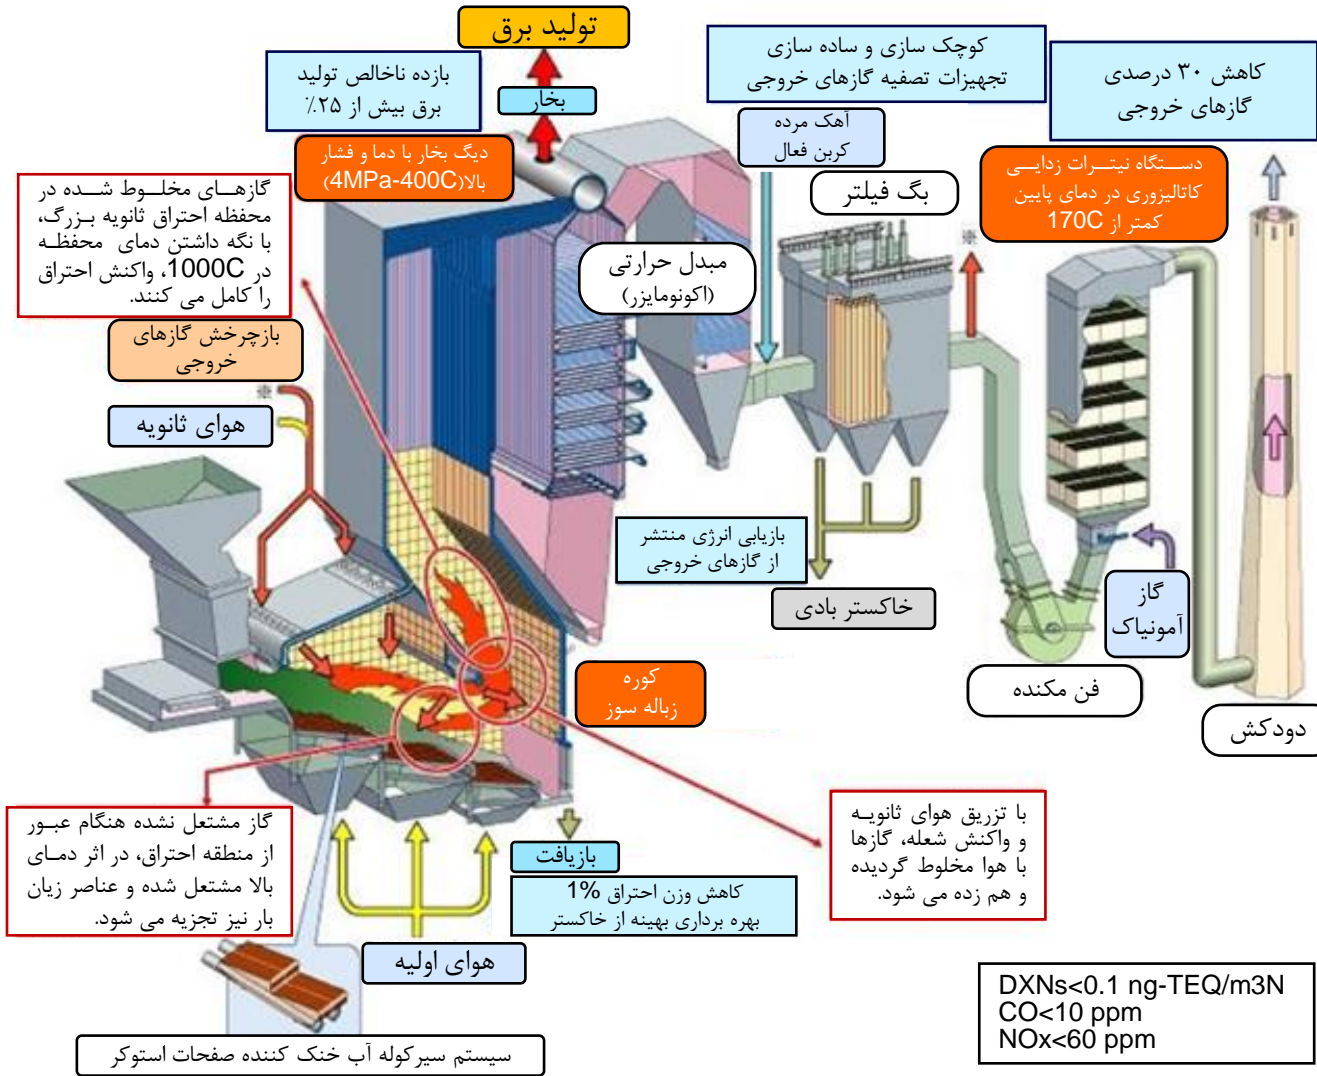 تولید برق
بخار
بازده ناخالص تولید
برق بیش از ۲۵٪
دیگ بخار با دما و فشار
بالا(4MPa-400C)
کوچک سازی و ساده سازی
تجهیزات تصفیه گازهای خروجی
آهک مرده
کربن فعال
کاهش ۳۰ درصدی
گازهای خروجی
دستگاه نیترات زدایی
کاتالیزوری در دمای پایین
کمتر از 170C
بگ فیلتر
※
مبدل حرارتی
(اکونومایزر)
گازهای مخلوط شده در
محفظه احتراق ثانویه بزرگ،
با نگه داشتن دمای محفظه
در 1000C، واکنش احتراق
را کامل می کنند.
بازچرخش گازهای
خروجی
※
هوای ثانویه
بازیابی انرژی منتشر
از گازهای خروجی
خاکستر بادی
گاز
آمونیاک
فن مکنده
دودکش
کوره
زباله سوز
گاز مشتعل نشده هنگام عبور
از منطقه احتراق، در اثر دمای
بالا مشتعل شده و عناصر زیان
بار نیز تجزیه می شود.
با تزریق هوای ثانویه
و واکنش شعله، گازها
با هوا مخلوط گردیده
و هم زده می شود.
بازیافت
کاهش وزن احتراق 1%
بهره برداری بهینه از خاکستر
هوای اولیه
سیستم سیرکوله آب خنک کننده صفحات استوکر
DXNs<0.1 ng-TEQ/m3N
CO<10 ppm
NOx<60 ppm